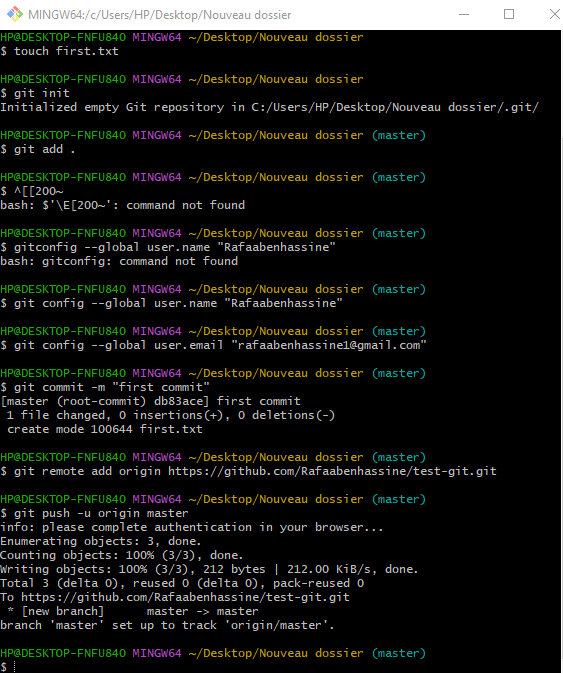 MINGW64:/c/Users/HP/Desktop/Nouveau dossier
HP@DESKTOP-FNFU840 MINGW64 ~/Desktop/Nouveau dossier
$ touch first.txt
HP@DESKTOP-FNFU840 MINGW64 ~/Desktop/Nouveau dossier
$ git init
Initialized empty Git repository in C:/Users/HP/Desktop/Nouveau dossier/.git/
HP@DESKTOP-FNFU840 MINGW64 ~/Desktop/Nouveau dossier (master)
$ git add .
HP@DESKTOP-FNFU840 MINGW64 ~/Desktop/Nouveau dossier (master)
$ ^[[200~
bash: $'\E[200~': command not found
HP@DESKTOP-FNFU840 MINGW64 ~/Desktop/Nouveau dossier (master)
$ gitconfig --global user.name "Rafaabenhassine"
bash: gitconfig: command not found
HP@DESKTOP-FNFU840 MINGW64 ~/Desktop/Nouveau dossier (master)
$ git config --global user.name "Rafaabenhassine"
HP@DESKTOP-FNFU840 MINGW64 ~/Desktop/Nouveau dossier (master)
$ git config --global user.email "rafaabenhassine1@gmail.com"
HP@DESKTOP-FNFU840 MINGW64 ~/Desktop/Nouveau dossier (master)
$ git commit -m "first commit"
[master (root-commit) db83ace] first commit
 1 file changed, 0 insertions(+), 0 deletions(-)
 create mode 100644 first.txt
HP@DESKTOP-FNFU840 MINGW64 ~/Desktop/Nouveau dossier (master)
$ git remote add origin https://github.com/Rafaabenhassine/test-git.git
HP@DESKTOP-FNFU840 MINGW64 ~/Desktop/Nouveau dossier (master)
$ git push -u origin master
info: please complete authentication in your browser...
Enumerating objects: 3, done.
Counting objects: 100% (3/3), done.
Writing objects: 100% (3/3), 212 bytes | 212.00 KiB/s, done.
Total 3 (delta 0), reused 0 (delta 0), pack-reused 0
To https://github.com/Rafaabenhassine/test-git.git
 * [new branch]      master -> master
branch 'master' set up to track 'origin/master'.
HP@DESKTOP-FNFU840 MINGW64 ~/Desktop/Nouveau dossier (master)
$